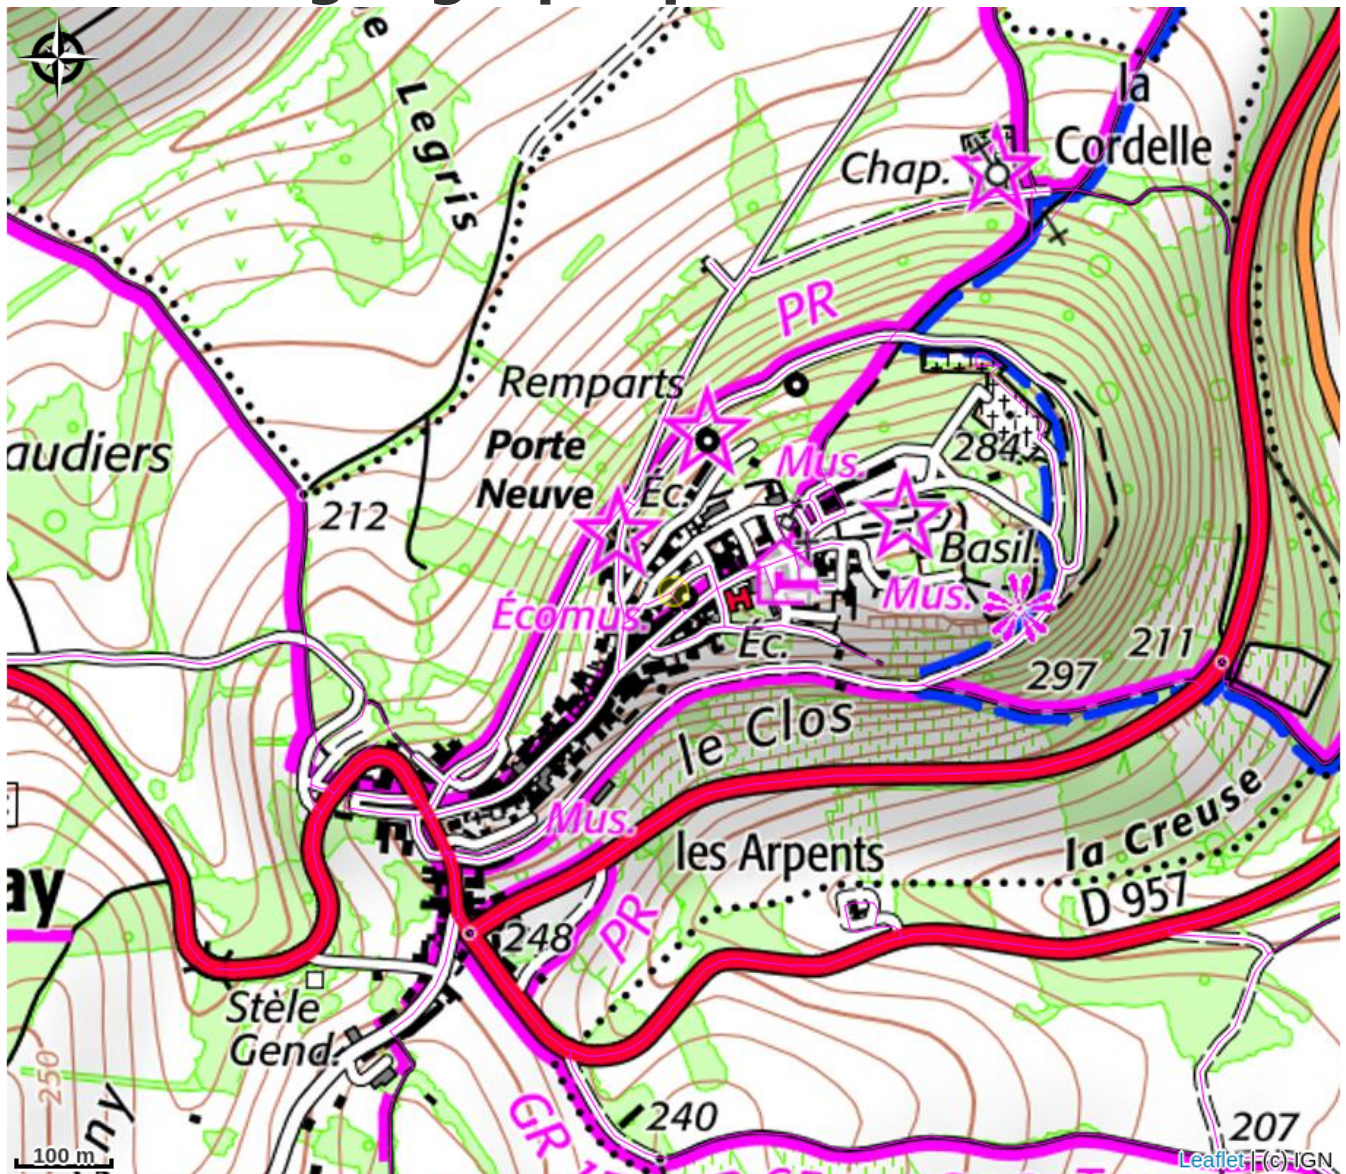 Legris
la
Cordelle
Chap.
PR
Remparts
Porte
Neuve
Éc.
Mus.
284
audiers
212
Basil.
Écomus.
Mus.
Éc.
211
297
le Clos
Mus.
les Arpents
la Creuse
D 957
ay
248
PR
Stèle
Gend.
250
ny
GR
240
207
100 m
Leaflet | (c) IGN